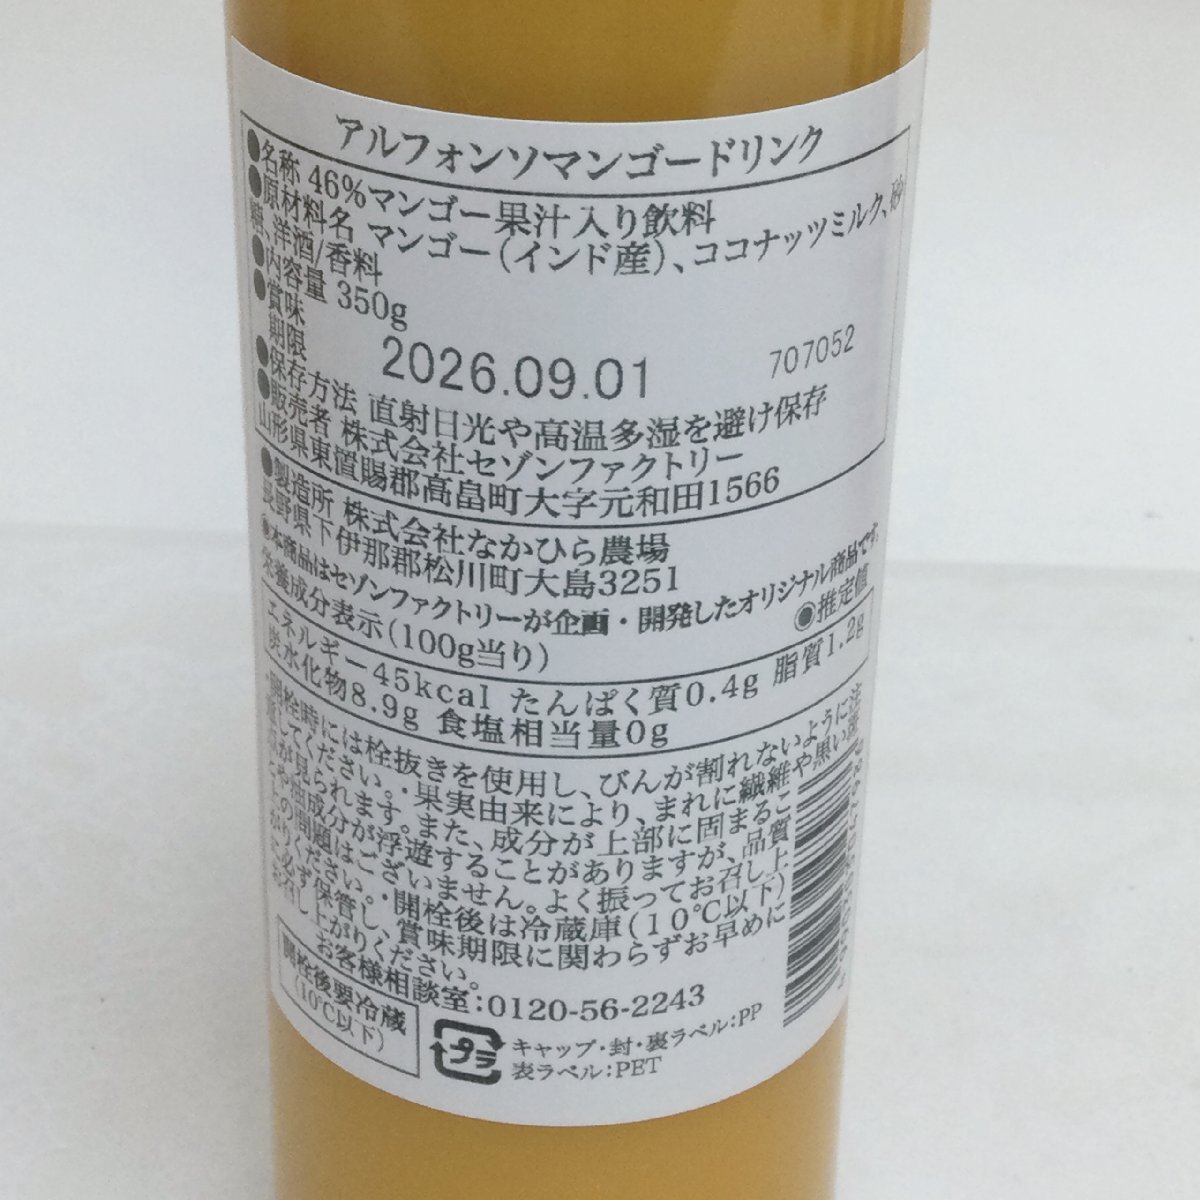 アルフォンソマンゴードリンク
●名称 46%マンゴー果汁入り飲料
●原材料名 マンゴー(インド産)、ココナッツミルク、砂
糖、洋酒/香料
●内容量 350g
●賞味
期限
2026.09.01
707052
●保存方法 直射日光や高温多湿を避け保存
●販売者 株式会社セゾンファクトリー
山形県東置賜郡高畠町大字元和田1566
●製造所 株式会社なかひら農場
長野県下伊那郡松川町大島3251
●本商品はセゾンファクトリーが企画・開発したオリジナル商品です。
栄養成分表示(100g当り)
●推定値
エネルギー45kcal たんぱく質0.4g 脂質1.2g
炭水化物8.9g 食塩相当量0g
・開栓時には栓抜きを使用し、びんが割れないように注
意してください。・果実由来により、まれに繊維や黒い斑
点が見られます。また、成分が上部に固まるこ
とや油成分が浮遊することがありますが、品質
上の問題はございません。よく振ってお召し上
がりください。・開栓後は冷蔵庫(10℃以下)
に必ず保管し、賞味期限に関わらずお早めに
お召し上がりください。
お客様相談室:0120-56-2243
開栓後要冷蔵
(10℃以下)
プラ
キャップ・封・裏ラベル:PP
表ラベル:PET